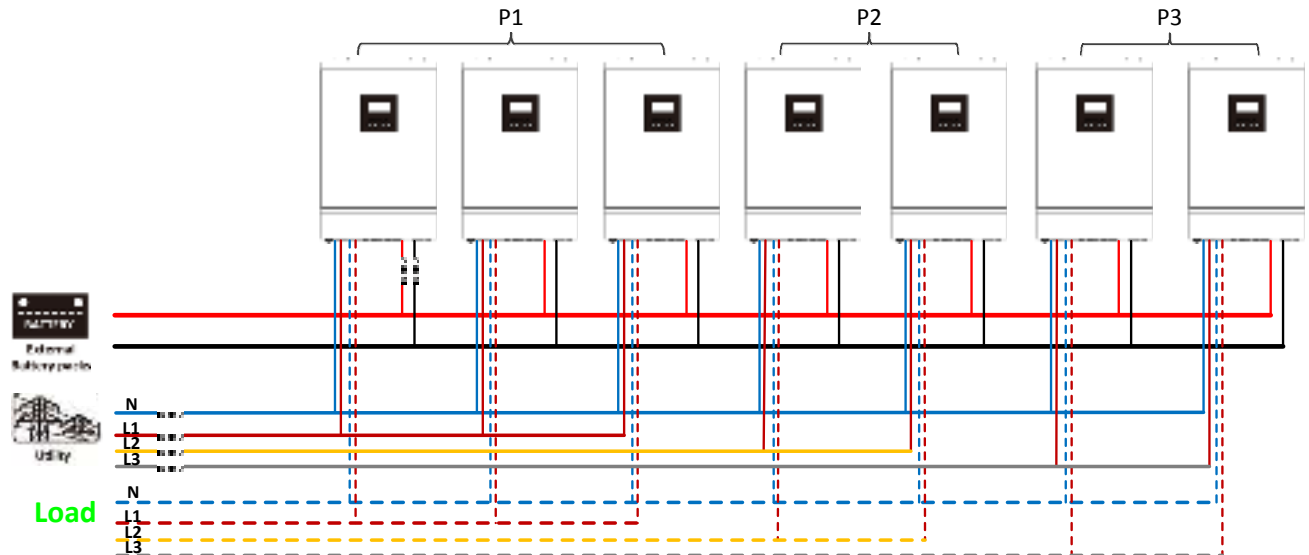 P1
P2
P3
BATTERY
External
Battery packs
N
L1
L2
L3
Utility
N
Load
L1
L2
L3